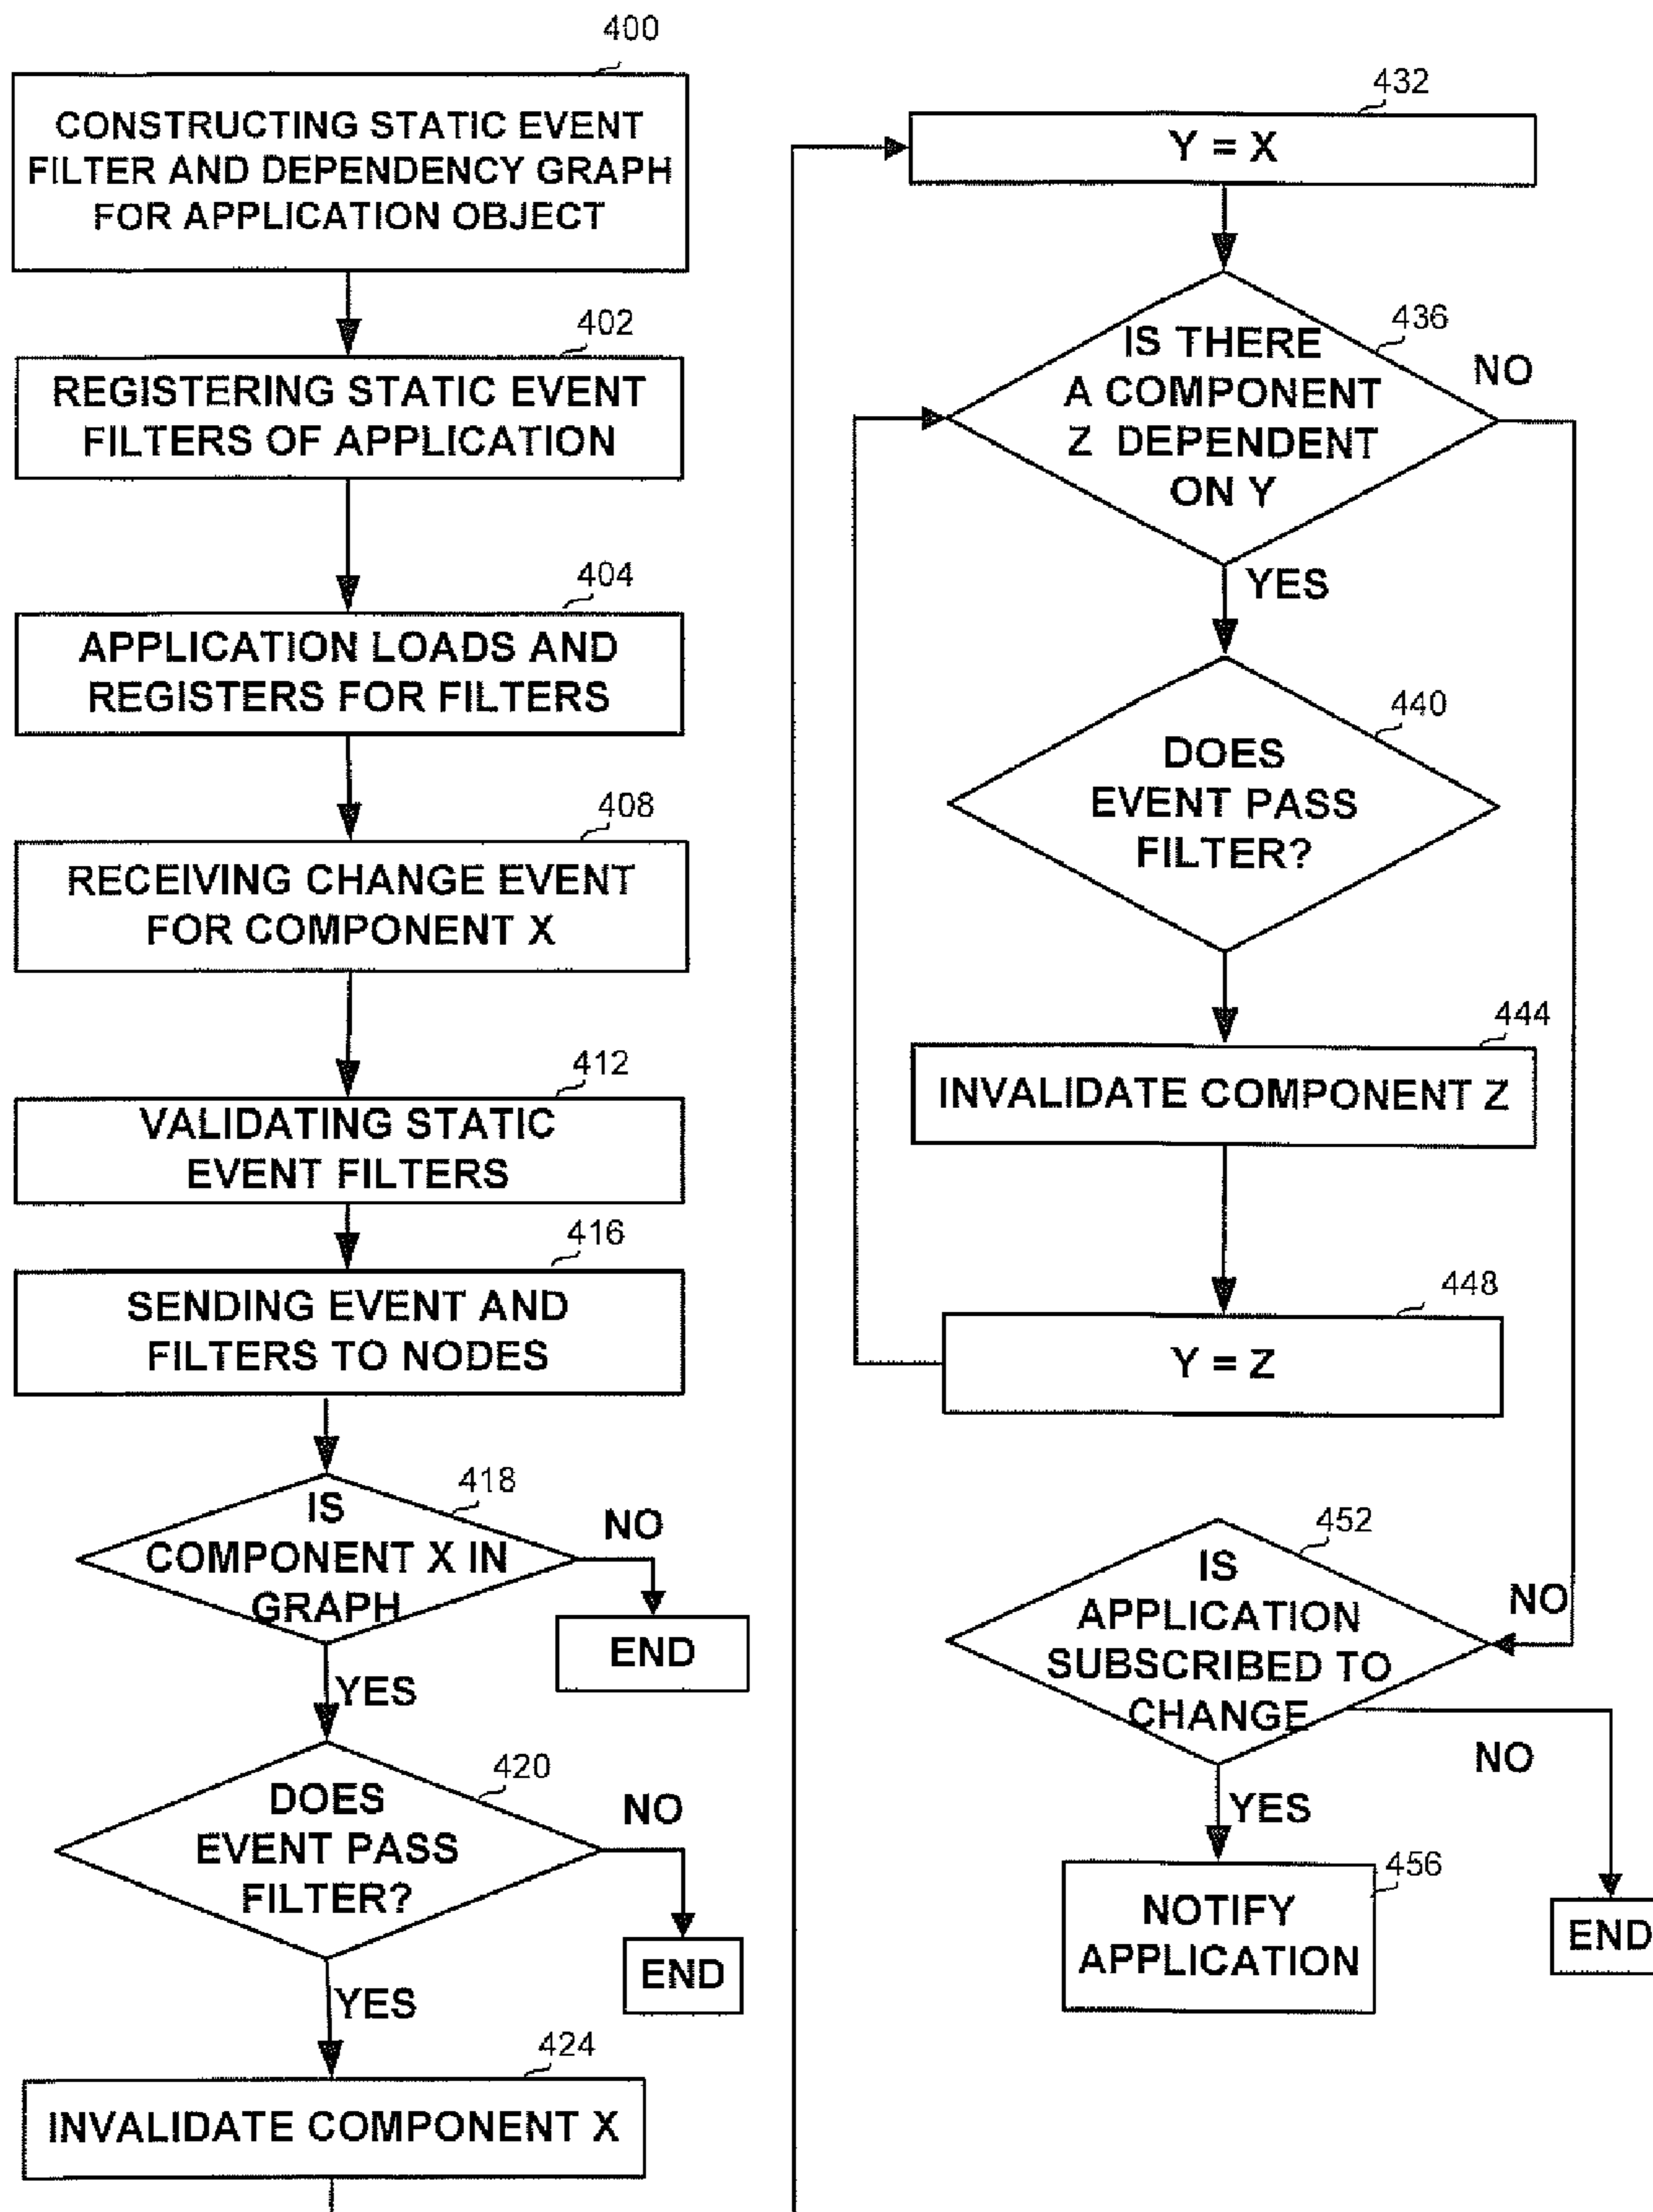 400
CONSTRUCTING STATIC EVENT
FILTER AND DEPENDENCY GRAPH
FOR APPLICATION OBJECT
402
REGISTERING STATIC EVENT
FILTERS OF APPLICATION
404
APPLICATION LOADS AND
REGISTERS FOR FILTERS
408
RECEIVING CHANGE EVENT
FOR COMPONENT X
412
VALIDATING STATIC
EVENT FILTERS
416
SENDING EVENT AND
FILTERS TO NODES
418
IS
COMPONENT X IN
GRAPH
NO
END
YES
420
DOES
EVENT PASS
FILTER?
NO
END
YES
424
INVALIDATE COMPONENT X
432
Y = X
436
IS THERE
A COMPONENT
Z DEPENDENT
ON Y
NO
YES
440
DOES
EVENT PASS
FILTER?
444
INVALIDATE COMPONENT Z
448
Y = Z
452
IS
APPLICATION
SUBSCRIBED TO
CHANGE
NO
NO
YES
456
NOTIFY
APPLICATION
END